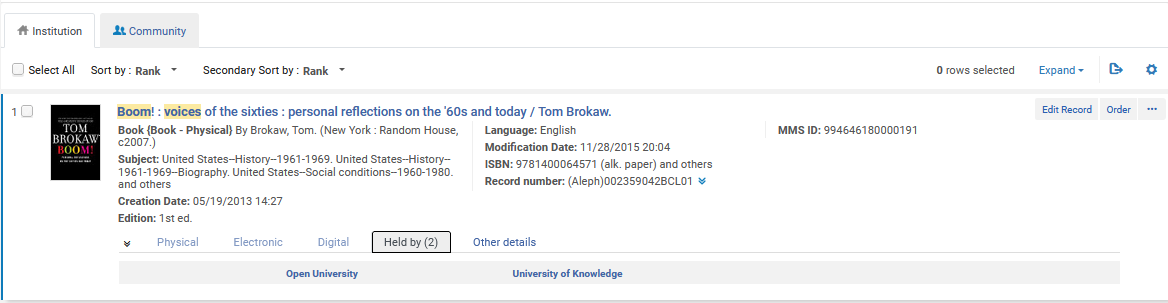 Institution
Community
Select All Sort by : Rank Secondary Sort by : Rank 0 rows selected Expand
1
TOM
BROKAW
BOOM!
Boom! : voices of the sixties : personal reflections on the '60s and today / Tom Brokaw.
Edit Record Order ...
Book {Book - Physical} By Brokaw, Tom. (New York : Random House,
c2007.)
Subject: United States--History--1961-1969. United States--History--
1961-1969--Biography. United States--Social conditions--1960-1980.
and others
Creation Date: 05/19/2013 14:27
Edition: 1st ed.
Language: English
Modification Date: 11/28/2015 20:04
ISBN: 9781400064571 (alk. paper) and others
Record number: (Aleph)002359042BCL01
MMS ID: 994646180000191
Physical Electronic Digital Held by (2) Other details
Open University University of Knowledge